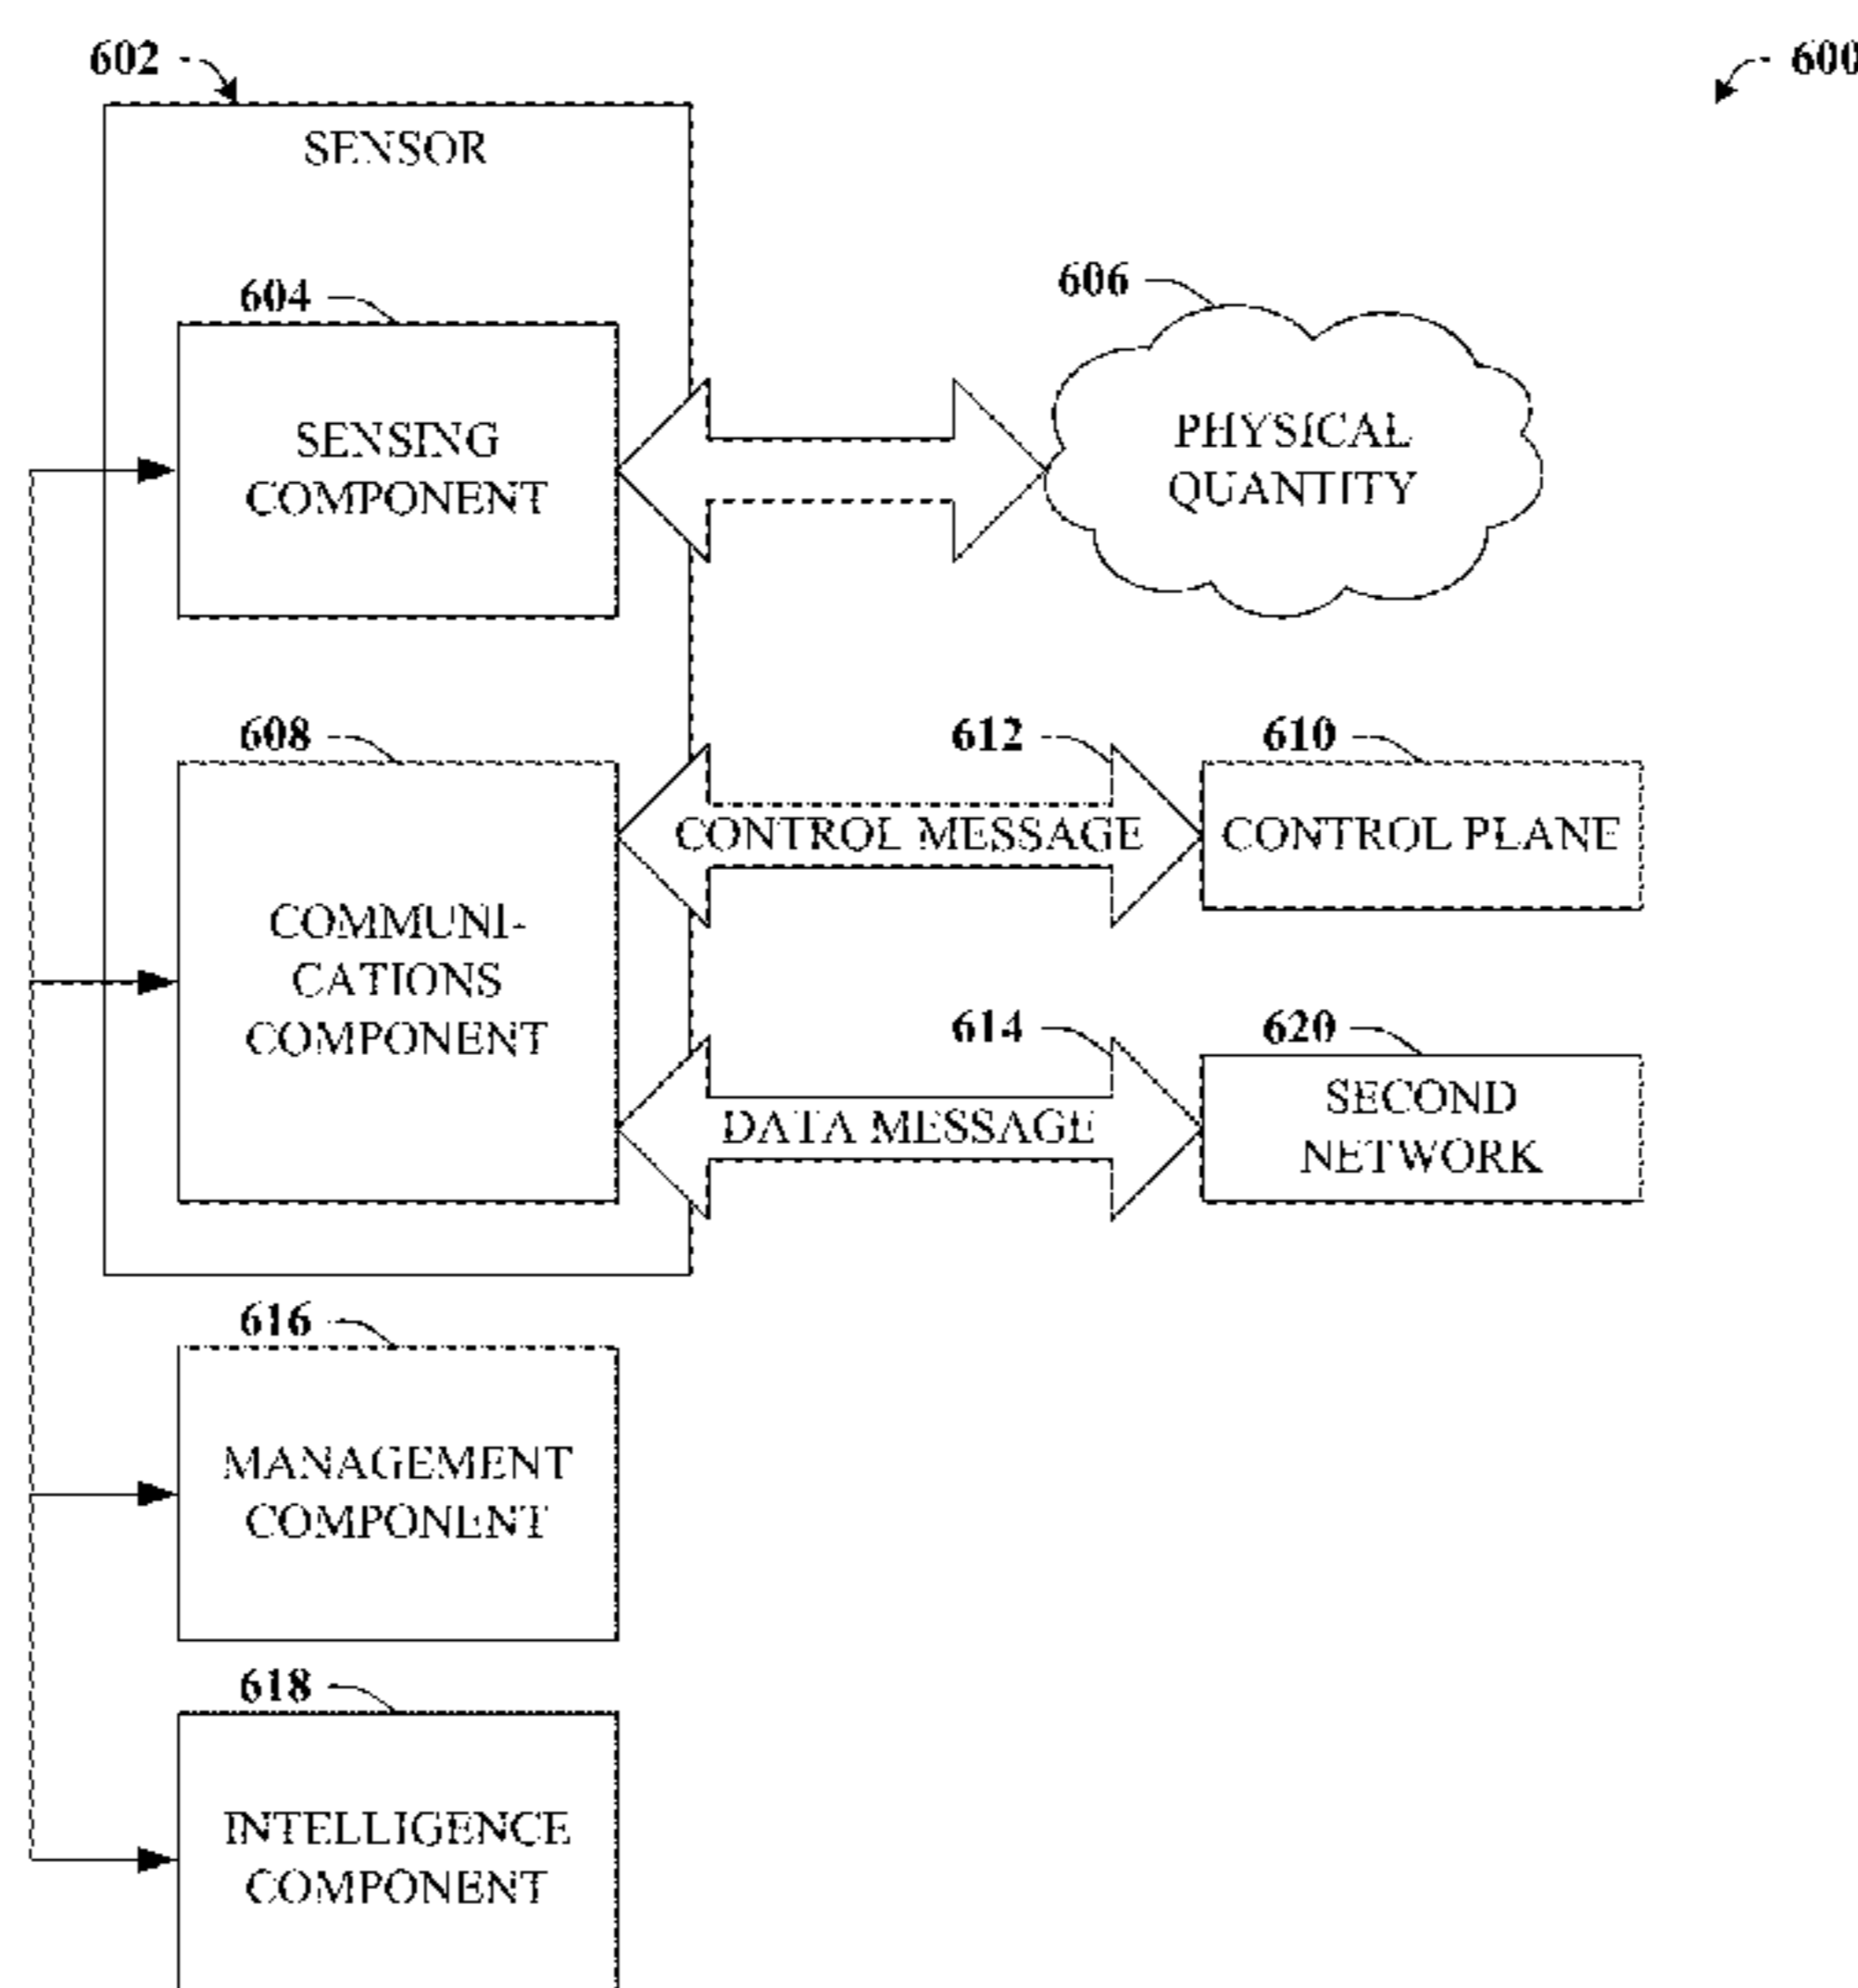 602
600
SENSOR
604
606
SENSING
COMPONENT
PHYSICAL
QUANTITY
608
612
610
CONTROL MESSAGE
CONTROL PLANE
COMMUNI-
CATIONS
COMPONENT
614
620
DATA MESSAGE
SECOND
NETWORK
616
MANAGEMENT
COMPONENT
618
INTELLIGENCE
COMPONENT